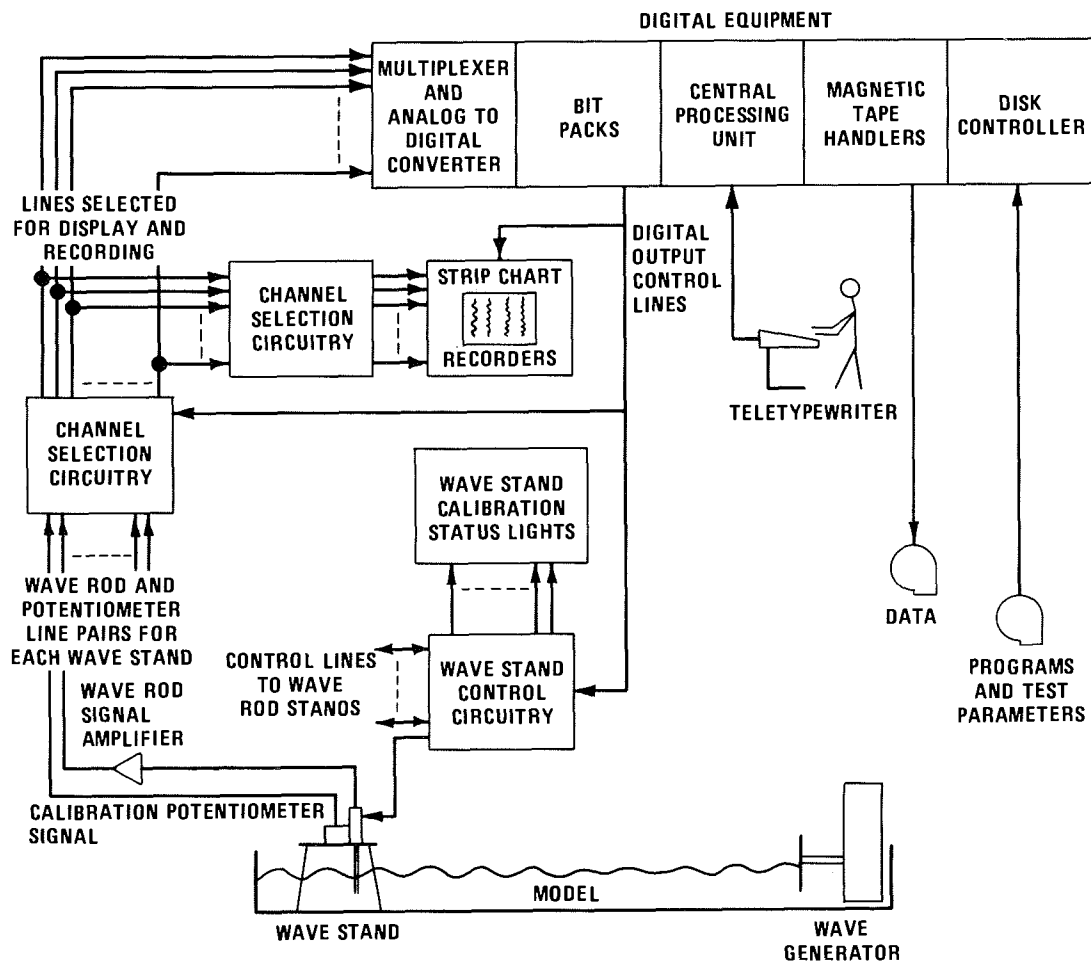 DIGITAL EQUIPMENT
MULTIPLEXER
AND
ANALOG TO
DIGITAL
CONVERTER
BIT
PACKS
CENTRAL
PROCESSING
UNIT
MAGNETIC
TAPE
HANDLERS
DISK
CONTROLLER
LINES SELECTED
FOR DISPLAY AND
RECORDING
CHANNEL
SELECTION
CIRCUITRY
STRIP CHART
RECORDERS
DIGITAL
OUTPUT
CONTROL
LINES
TELETYPEWRITER
CHANNEL
SELECTION
CIRCUITRY
WAVE STAND
CALIBRATION
STATUS LIGHTS
WAVE ROD AND
POTENTIOMETER
LINE PAIRS FOR
EACH WAVE STAND
DATA
PROGRAMS
AND TEST
PARAMETERS
CONTROL LINES
TO WAVE
ROD STANOS
WAVE STAND
CONTROL
CIRCUITRY
WAVE ROD
SIGNAL
AMPLIFIER
CALIBRATION POTENTIOMETER
SIGNAL
MODEL
WAVE STAND
WAVE
GENERATOR